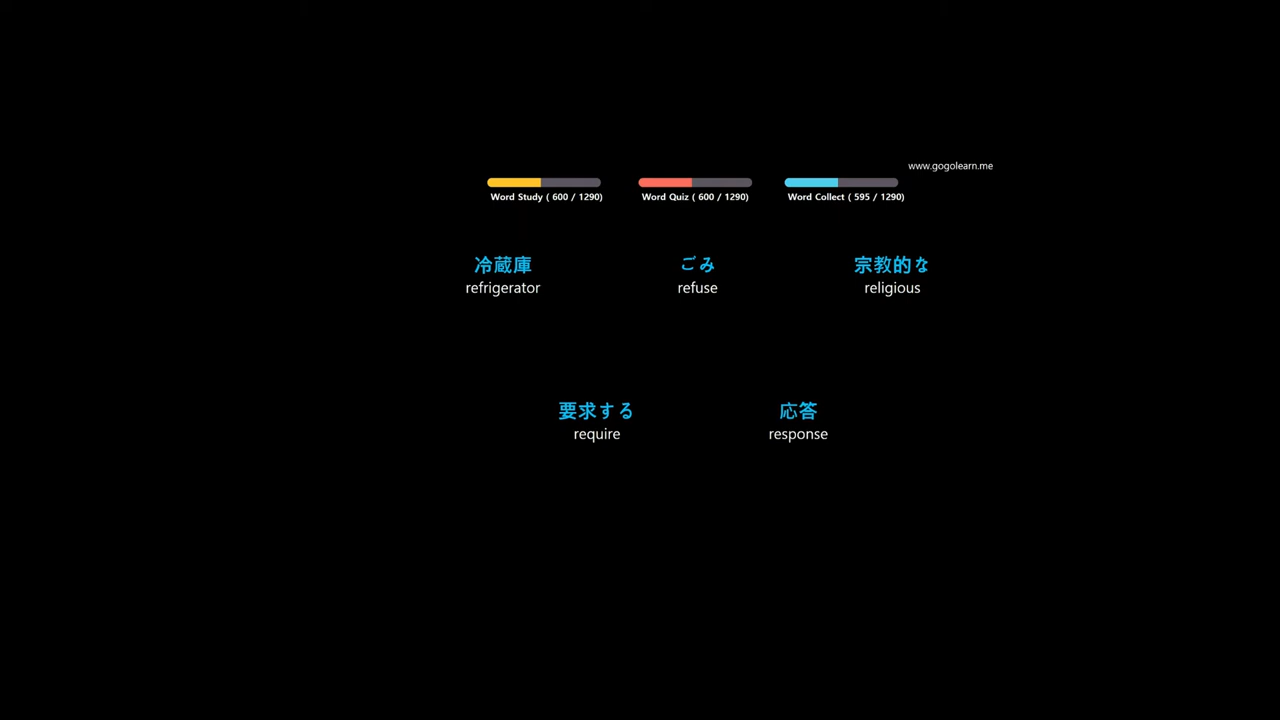 www.gogolearn.me
Word Study ( 600 / 1290)
Word Quiz ( 600 / 1290)
Word Collect ( 595 / 1290)
冷蔵庫
refrigerator
ごみ
refuse
宗教的な
religious
要求する
require
応答
response